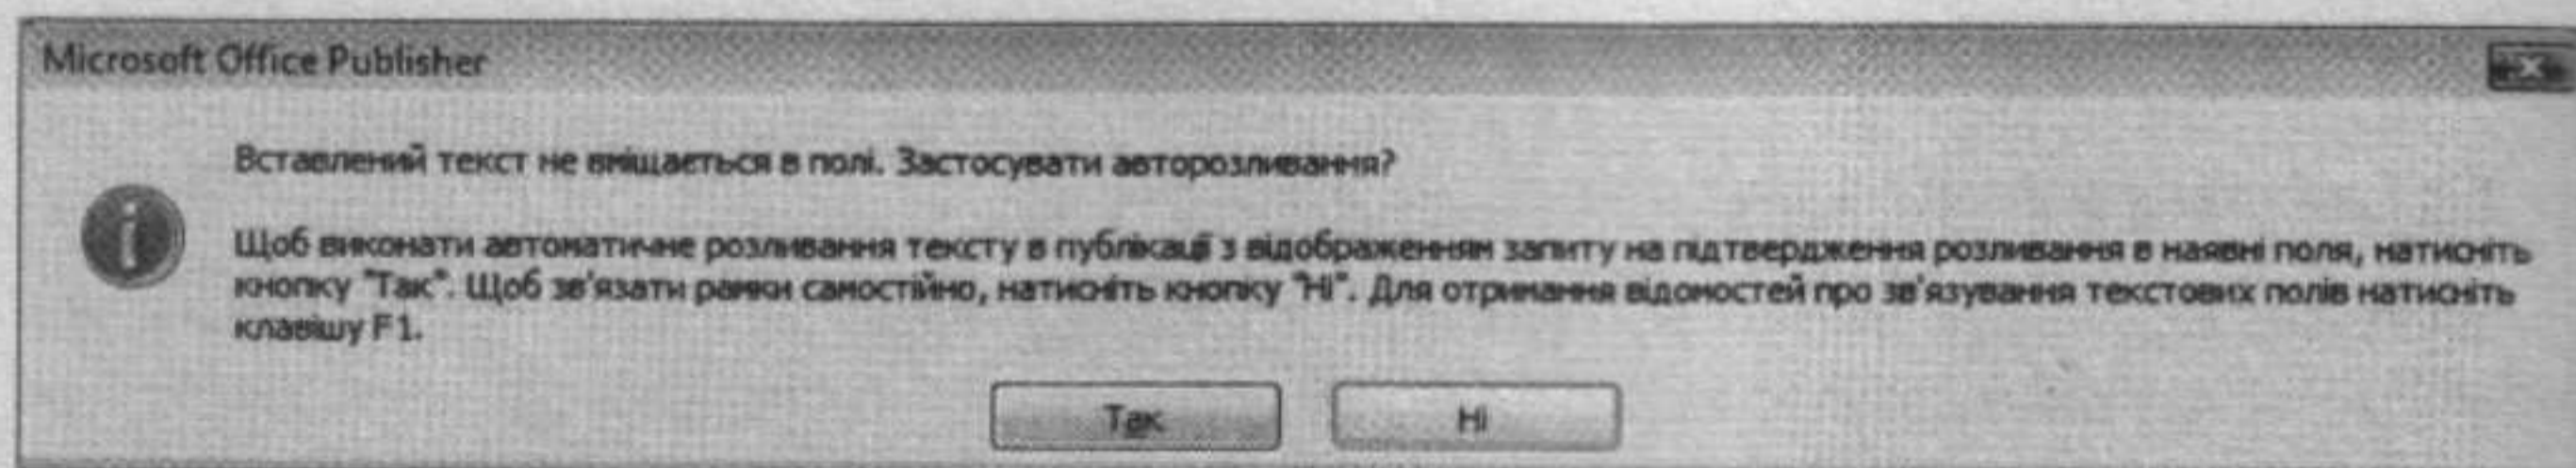 Microsoft Office Publisher
Вставлений текст не вміщається в полі. Застосувати авторозливання?
Щоб виконати автоматичне розливання тексту в публікації з відображенням запиту на підтвердження розливання в наявні поля, натисніть
кнопку "Так". Щоб зв'язати рамки самостійно, натисніть кнопку "Ні". Для отримання відомостей про зв'язування текстових полів натисніть
клавішу F1.
Так
Ні